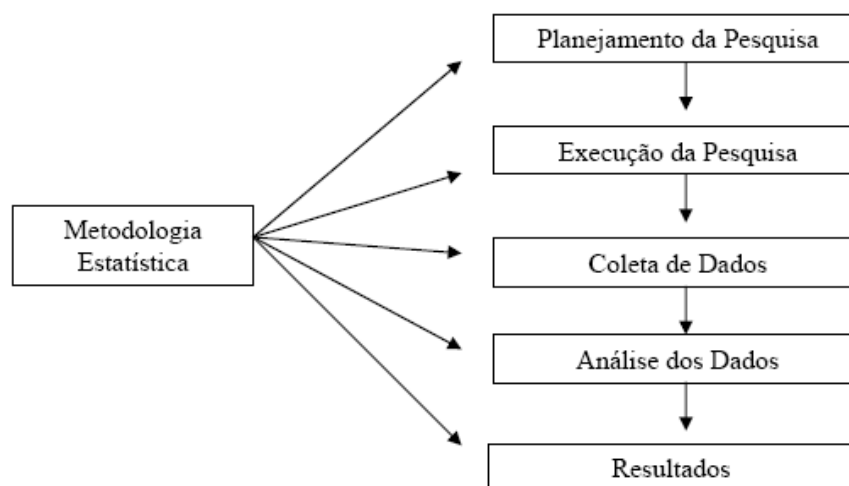 Planejamento da Pesquisa
Execução da Pesquisa
Metodologia
Estatística
Coleta de Dados
Análise dos Dados
Resultados